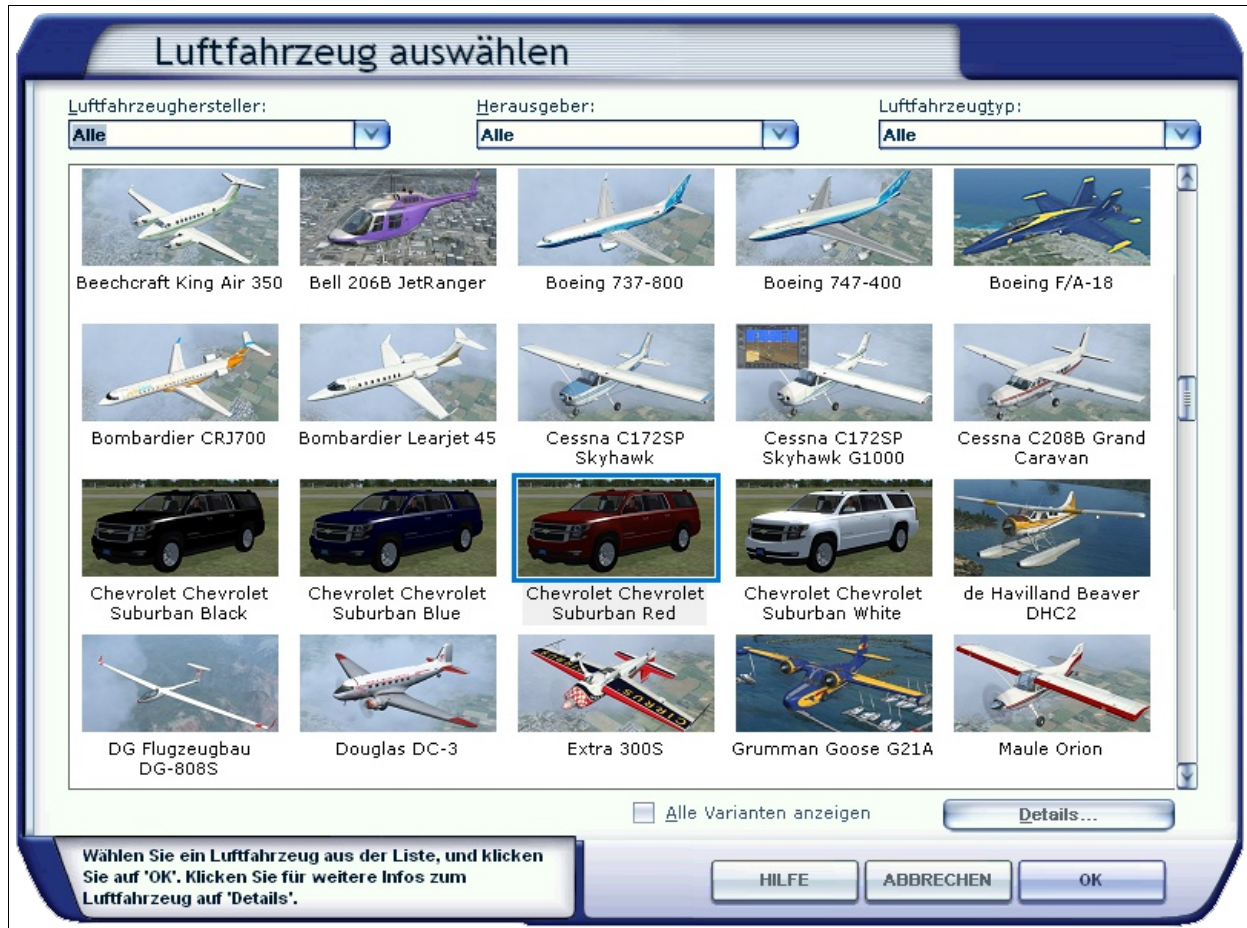 Luftfahrzeug auswählen
Luftfahrzeughersteller:
Herausgeber:
Luftfahrzeugtyp:
Alle
Alle
Alle
Beechcraft King Air 350
Bell 206B JetRanger
Boeing 737-800
Boeing 747-400
Boeing F/A-18
Bombardier CRJ700
Bombardier Learjet 45
Cessna C172SP
Skyhawk
Cessna C172SP
Skyhawk G1000
Cessna C208B Grand
Caravan
Chevrolet Chevrolet
Suburban Black
Chevrolet Chevrolet
Suburban Blue
Chevrolet Chevrolet
Suburban Red
Chevrolet Chevrolet
Suburban White
de Havilland Beaver
DHC2
CIRRUS
DG Flugzeugbau
DG-808S
Douglas DC-3
Extra 300S
Grumman Goose G21A
Maule Orion
Alle Varianten anzeigen
Details...
Wählen Sie ein Luftfahrzeug aus der Liste, und klicken
Sie auf 'OK'. Klicken Sie für weitere Infos zum
Luftfahrzeug auf 'Details'.
HILFE
ABBRECHEN
OK